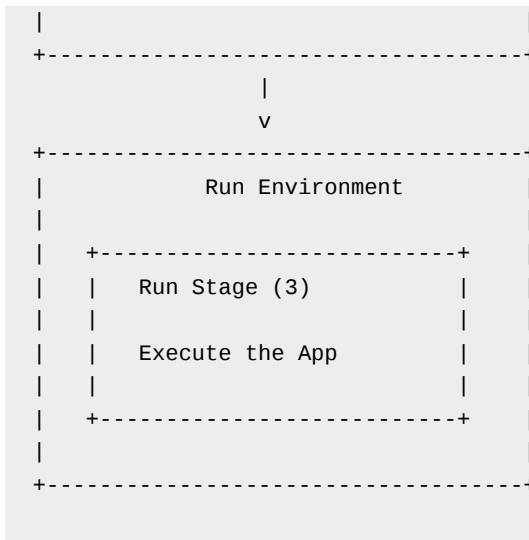 |                                    |
+------------------------------------+
                 |
                 v
+------------------------------------+
|            Run Environment         |
|                                    |
|   +---------------------------+    |
|   |   Run Stage (3)           |    |
|   |                           |    |
|   |   Execute the App         |    |
|   |                           |    |
|   +---------------------------+    |
|                                    |
+------------------------------------+